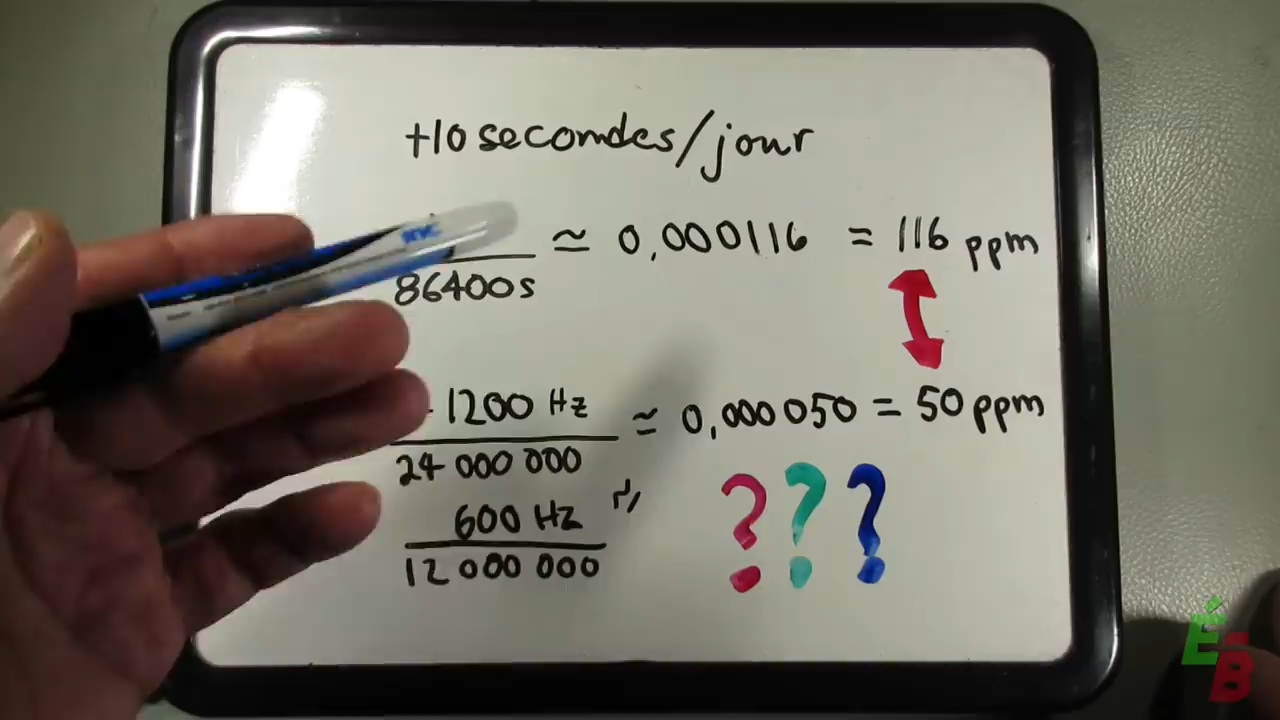 +10 secondes/jour
86400s ≃ 0,000116 = 116 ppm
1200 Hz
24 000 000 ≃ 0,000050 = 50 ppm
600 Hz
12 000 000
? ? ?
ÉB